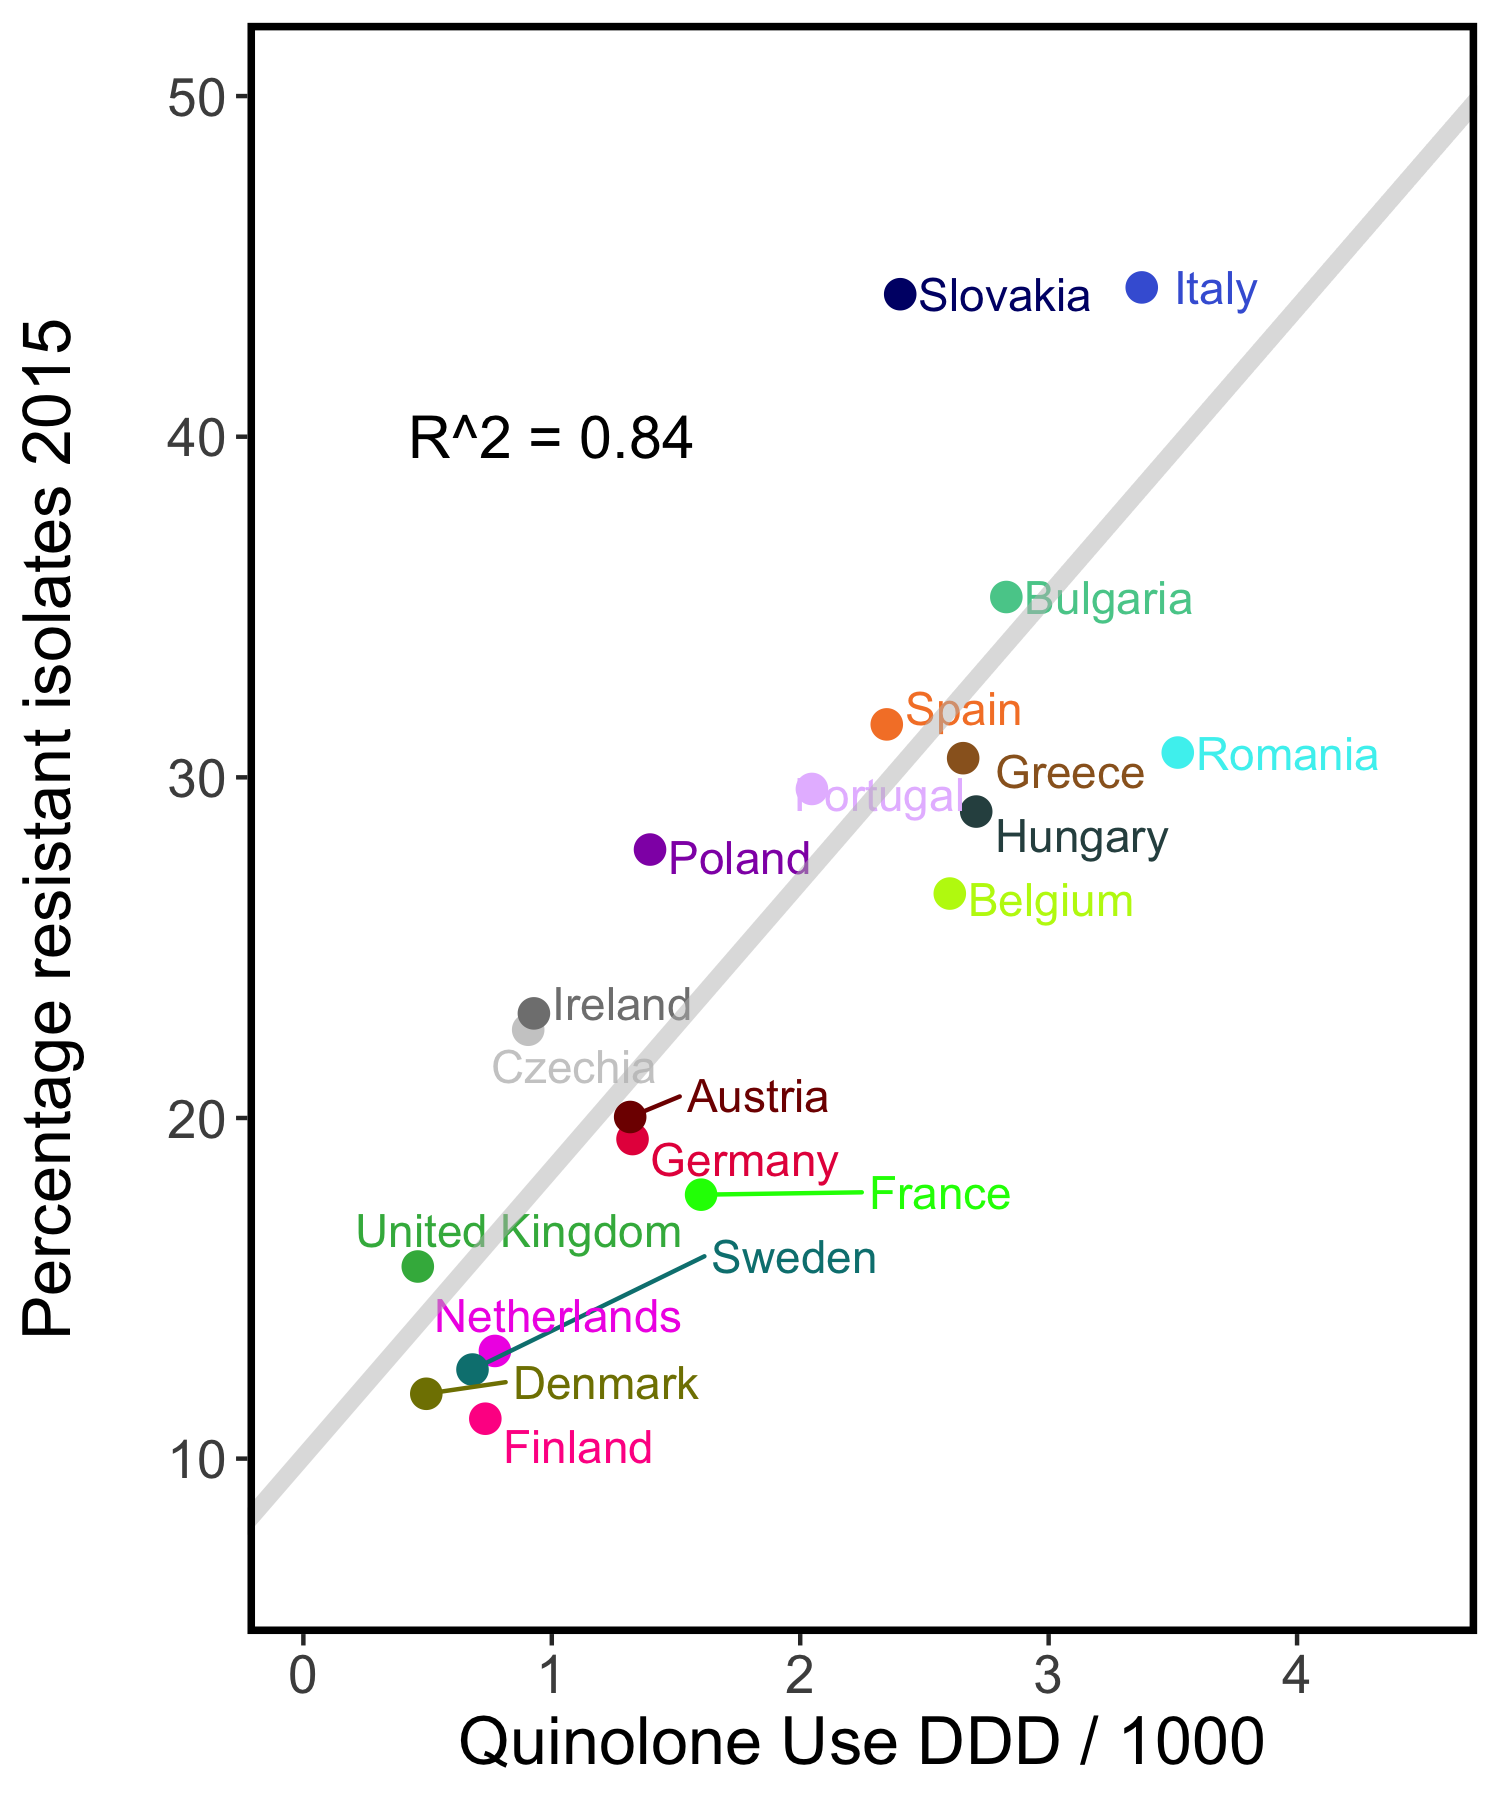 Percentage resistant isolates 2015
50
40
30
20
10
Slovakia
Italy
R^2 = 0.84
Bulgaria
Spain
Romania
Greece
Portugal
Hungary
Poland
Belgium
Ireland
Czechia
Austria
Germany
France
United Kingdom
Sweden
Netherlands
Denmark
Finland
0 1 2 3 4
Quinolone Use DDD / 1000